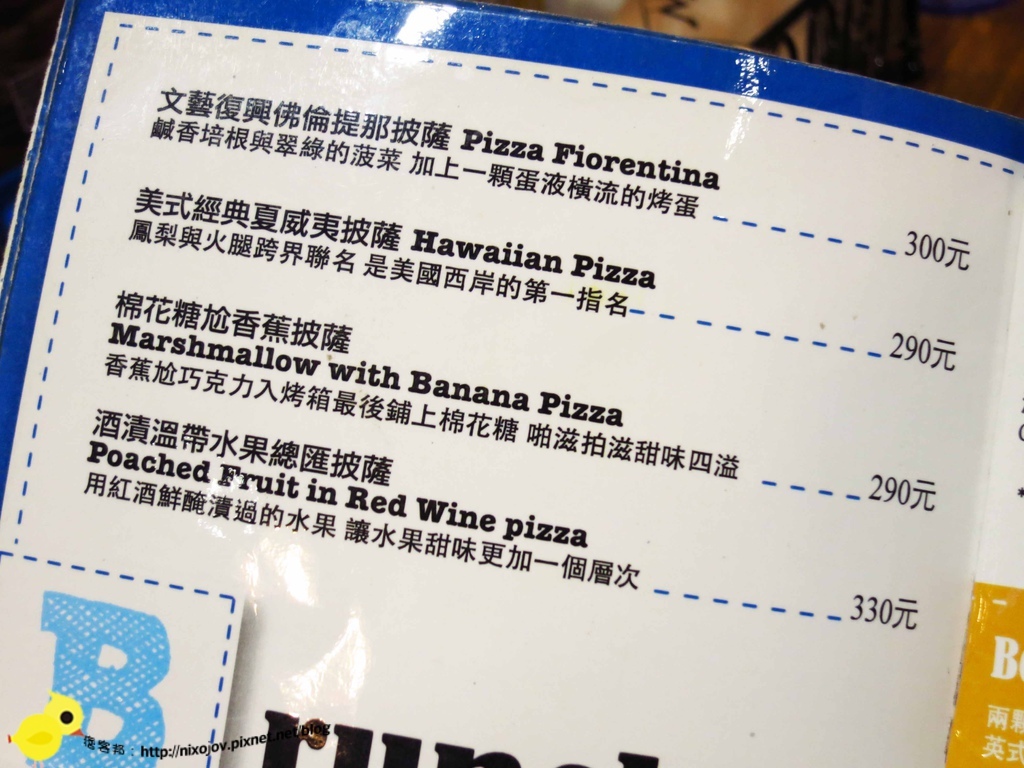 文藝復興佛倫提那披薩 Pizza Fiorentina
鹹香培根與翠綠的菠菜 加上一顆蛋液橫流的烤蛋
300元
美式經典夏威夷披薩 Hawaiian Pizza
鳳梨與火腿跨界聯名 是美國西岸的第一指名
290元
棉花糖尬香蕉披薩
Marshmallow with Banana Pizza
香蕉尬巧克力入烤箱最後鋪上棉花糖 啪滋拍滋甜味四溢
290元
酒漬溫帶水果總匯披薩
Poached Fruit in Red Wine pizza
用紅酒鮮醃漬過的水果 讓水果甜味更加一個層次
330元
B
兩顆
英式
痞客邦：http://nixojov.pixnet.net/blog